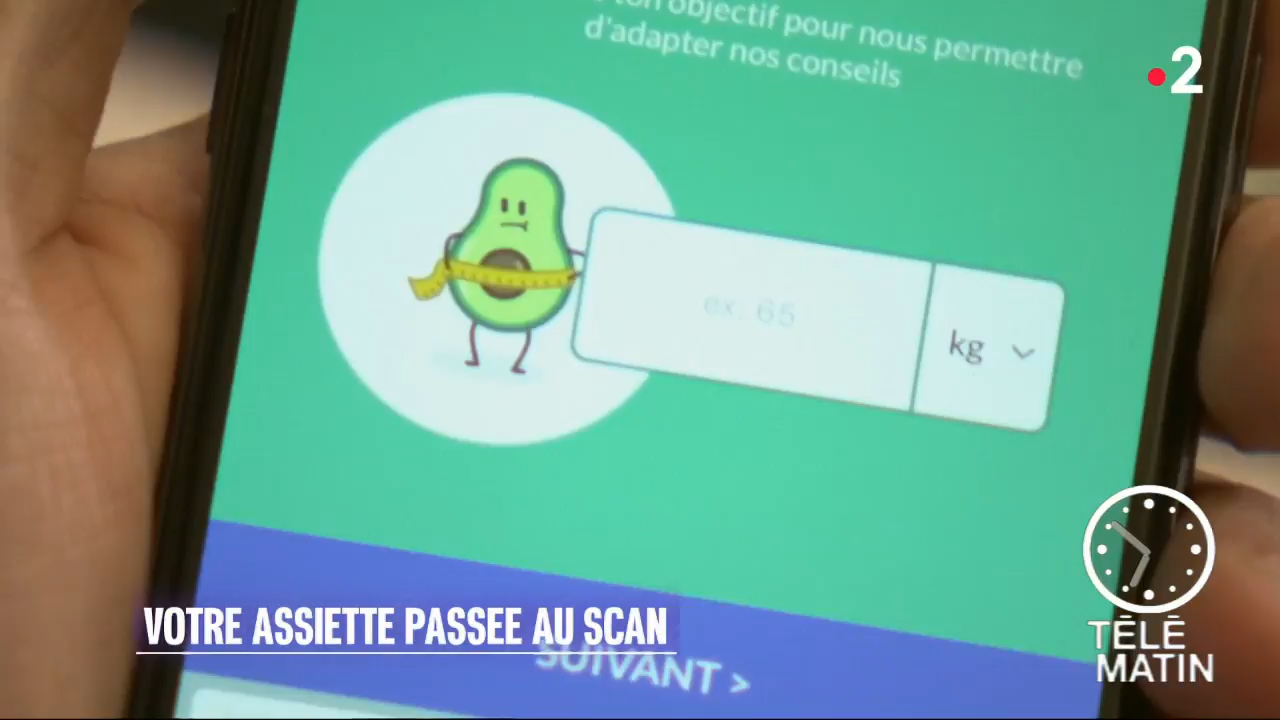 ton objectif pour nous permettre
d'adapter nos conseils
2
ex. 65
kg
VOTRE ASSIETTE PASSEE AU SCAN
SUIVANT >
TÉLÉ
MATIN